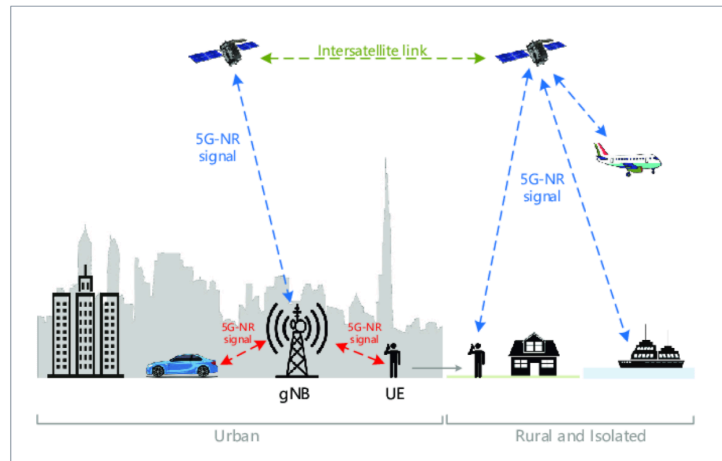 Intersatellite link
5G-NR
signal
5G-NR
signal
5G-NR
signal
5G-NR
signal
gNB
UE
Urban
Rural and Isolated